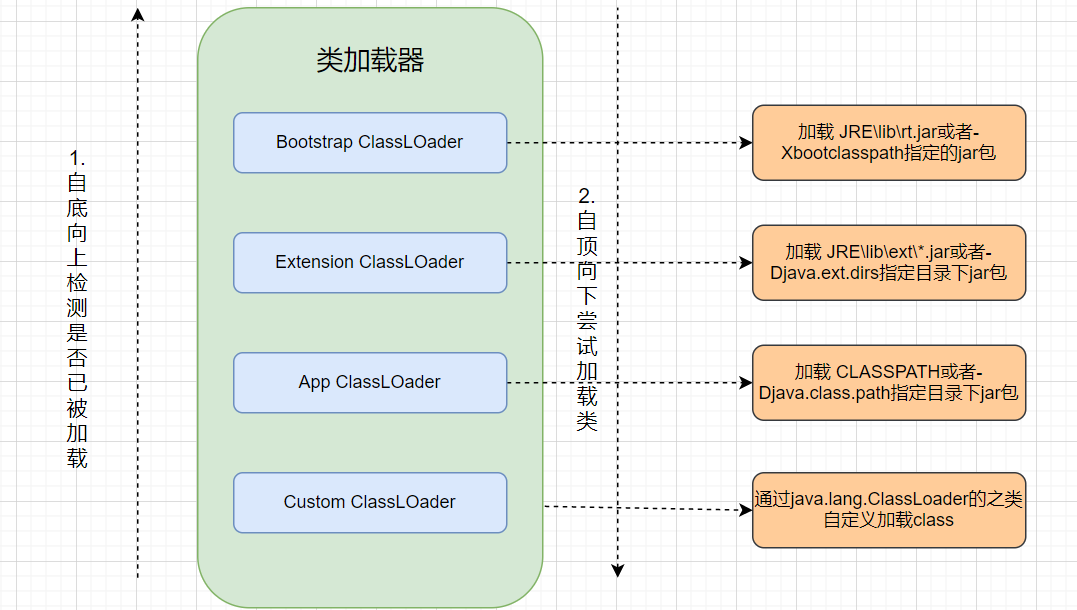 类加载器
Bootstrap ClassLOader
加载 JRE\lib\rt.jar或者-
Xbootclasspath指定的jar包
1.
自
底
向
上
检
测
是
否
已
被
加
载
2.
自
顶
向
下
尝
试
加
载
类
Extension ClassLOader
加载 JRE\lib\ext\*.jar或者-
Djava.ext.dirs指定目录下jar包
App ClassLOader
加载 CLASSPATH或者-
Djava.class.path指定目录下jar包
Custom ClassLOader
通过java.lang.ClassLoader的之类
自定义加载class